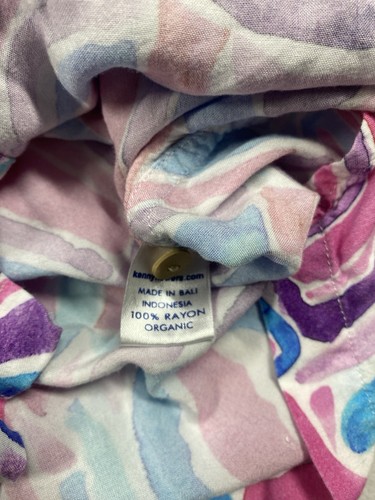 MADE IN BALI
INDONESIA
100% RAYON
ORGANIC